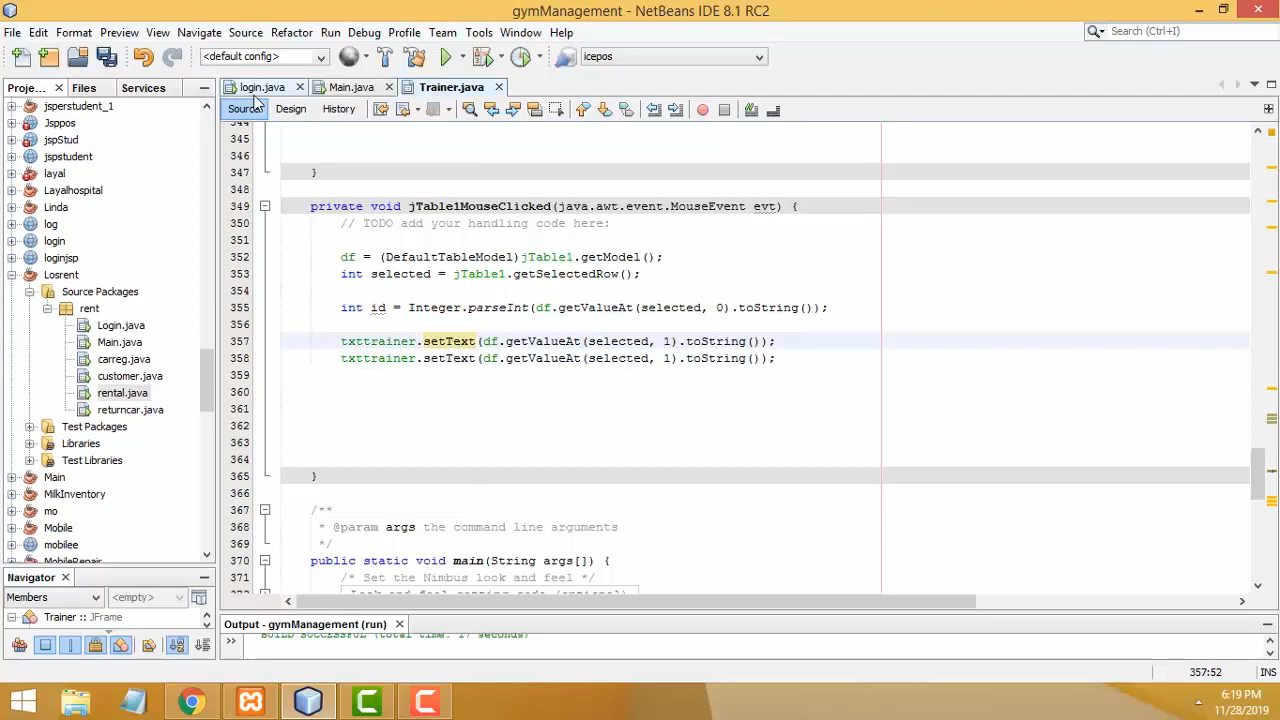 gymManagement - NetBeans IDE 8.1 RC2
File Edit Format Preview View Navigate Source Refactor Run Debug Profile Team Tools Window Help
Search (Ctrl+I)
<default config>
icepos
Proje... Files Services
login.java Main.java Trainer.java
Source Design History
jsperstudent_1
Jsppos
jspStud
jspstudent
layal
Layalhospital
Linda
log
login
loginjsp
Losrent
Source Packages
rent
Login.java
Main.java
carreg.java
customer.java
rental.java
returncar.java
Test Packages
Libraries
Test Libraries
Main
MilkInventory
mo
Mobile
mobilee
MobileRepair
Navigator
Members <empty>
Trainer :: JFrame
344
345
346
347 }
348
349 private void jTable1MouseClicked(java.awt.event.MouseEvent evt) {
350 // TODO add your handling code here:
351
352 df = (DefaultTableModel)jTable1.getModel();
353 int selected = jTable1.getSelectedRow();
354
355 int id = Integer.parseInt(df.getValueAt(selected, 0).toString());
356
357 txttrainer.setText(df.getValueAt(selected, 1).toString());
358 txttrainer.setText(df.getValueAt(selected, 1).toString());
359
360
361
362
363
364
365 }
366
367 /**
368 * @param args the command line arguments
369 */
370 public static void main(String args[]) {
371 /* Set the Nimbus look and feel */
Look and feel setting code (optional)
Output - gymManagement (run)
BUILD SUCCESSFUL (total time: 17 seconds)
357:52 INS
6:19 PM
11/28/2019